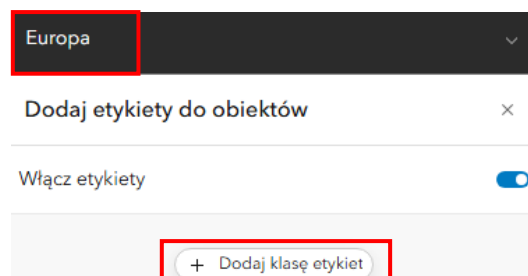 Europa
Dodaj etykiety do obiektów
Włącz etykiety
+ Dodaj klasę etykiet